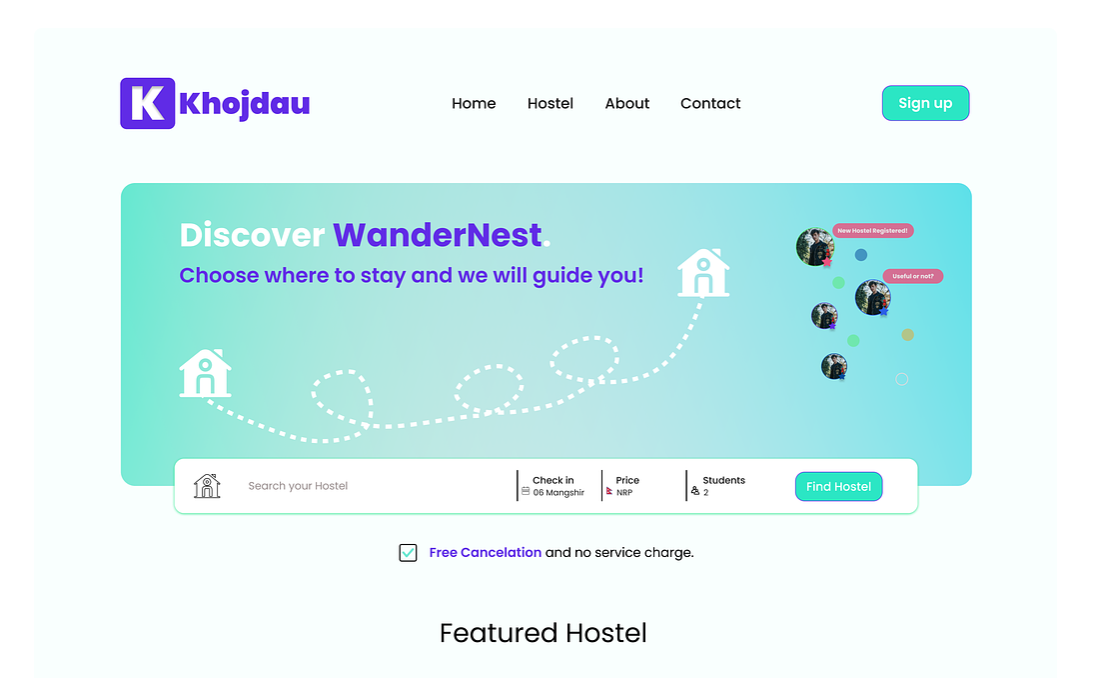 K Khojdau
Home Hostel About Contact
Sign up
Discover WanderNest.
Choose where to stay and we will guide you!
New Hostel Registered!
Useful or not?
Search your Hostel
Check in
06 Mangshir
Price
NRP
Students
2
Find Hostel
Free Cancelation and no service charge.
Featured Hostel